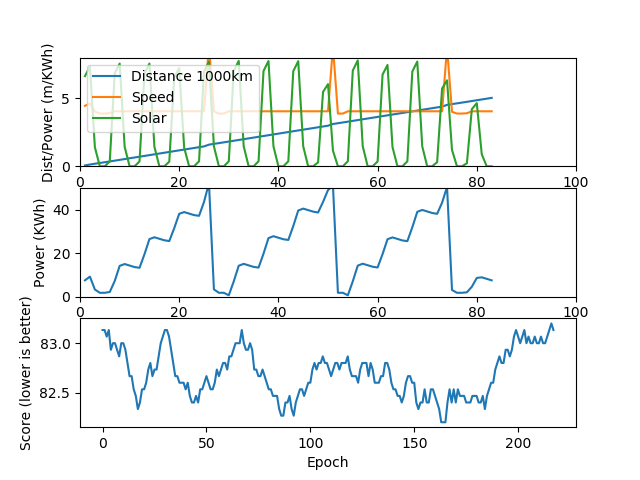 Dist/Power (m/KWh)
5
0
Distance 1000km
Speed
Solar
0 20 40 60 80 100
Power (KWh)
40
20
0
0 20 40 60 80 100
Score (lower is better)
83.0
82.5
0 50 100 150 200
Epoch